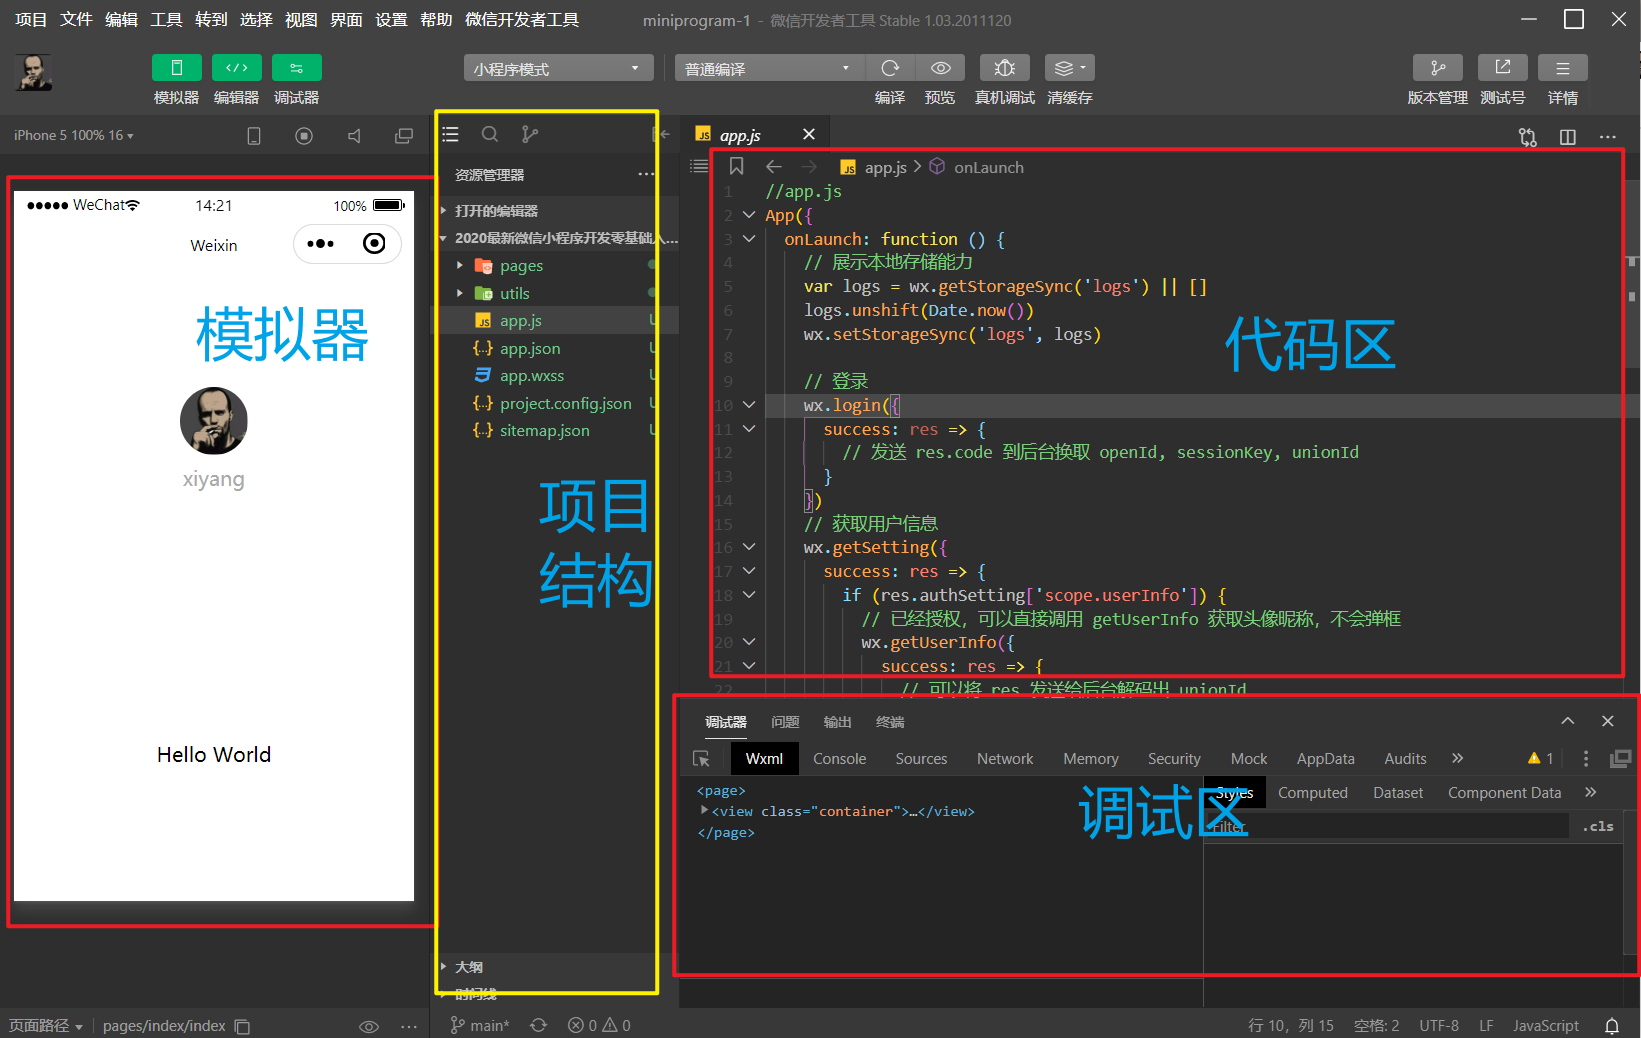 项目 文件 编辑 工具 转到 选择 视图 界面 设置 帮助 微信开发者工具 miniprogram-1 - 微信开发者工具 Stable 1.03.2011120
小程序模式 普通编译
模拟器 编辑器 调试器 编译 预览 真机调试 清缓存 版本管理 测试号 详情
iPhone 5 100% 16
WeChat 14:21 100%
Weixin
模拟器
xiyang
Hello World
页面路径 pages/index/index
资源管理器
打开的编辑器
2020最新微信小程序开发零基础入...
pages
utils
app.js
app.json
app.wxss
project.config.json
sitemap.json
项目
结构
大纲
时间线
JS app.js
JS app.js > onLaunch
1 //app.js
2 App({
3 onLaunch: function () {
4 // 展示本地存储能力
5 var logs = wx.getStorageSync('logs') || []
6 logs.unshift(Date.now())
7 wx.setStorageSync('logs', logs)
8
9 // 登录
10 wx.login({
11 success: res => {
12 // 发送 res.code 到后台换取 openId, sessionKey, unionId
13 }
14 })
15 // 获取用户信息
16 wx.getSetting({
17 success: res => {
18 if (res.authSetting['scope.userInfo']) {
19 // 已经授权，可以直接调用 getUserInfo 获取头像昵称，不会弹框
20 wx.getUserInfo({
21 success: res => {
22 // 可以将 res 发送给后台解码出 unionId
代码区
调试器 问题 输出 终端
Wxml Console Sources Network Memory Security Mock AppData Audits 1
<page>
<view class="container">…</view>
</page>
Styles Computed Dataset Component Data
Filter .cls
调试区
main* 0 0 行 10，列 15 空格: 2 UTF-8 LF JavaScript